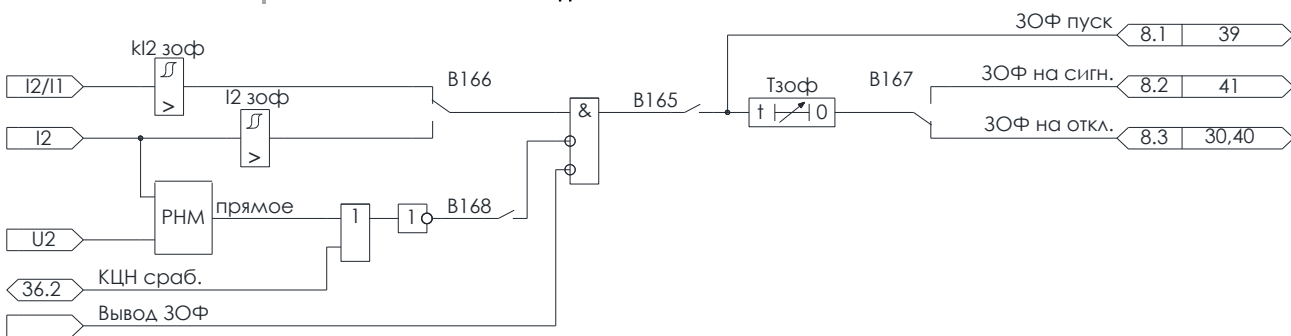 ЗОФ пуск
8.1 39
kI2 зоф
I2/I1
>
B166
I2 зоф
>
I2
&
B165
Тзоф
t 0
B167
ЗОФ на сигн.
8.2 41
ЗОФ на откл.
8.3 30,40
РНМ
прямое
1
1
B168
U2
КЦН сраб.
36.2
Вывод ЗОФ